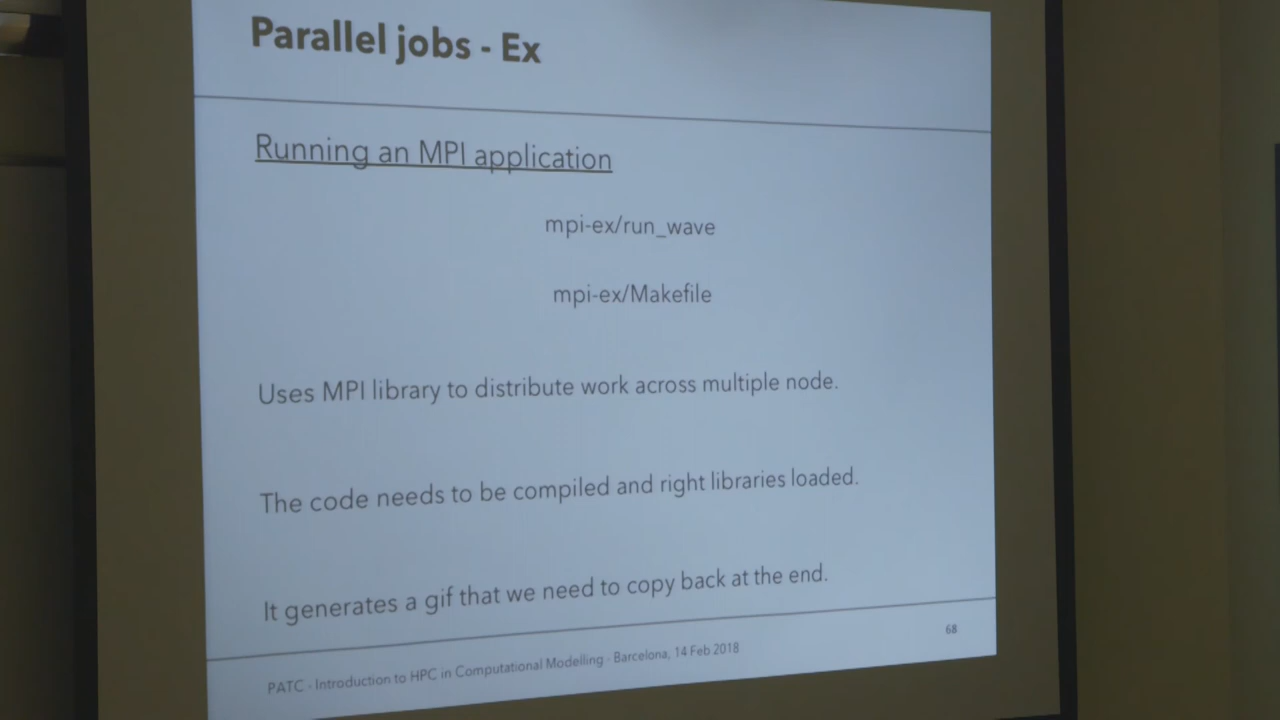 Parallel jobs - Ex
Running an MPI application
mpi-ex/run_wave
mpi-ex/Makefile
Uses MPI library to distribute work across multiple node.
The code needs to be compiled and right libraries loaded.
It generates a gif that we need to copy back at the end.
68
PATC - Introduction to HPC in Computational Modelling - Barcelona, 14 Feb 2018